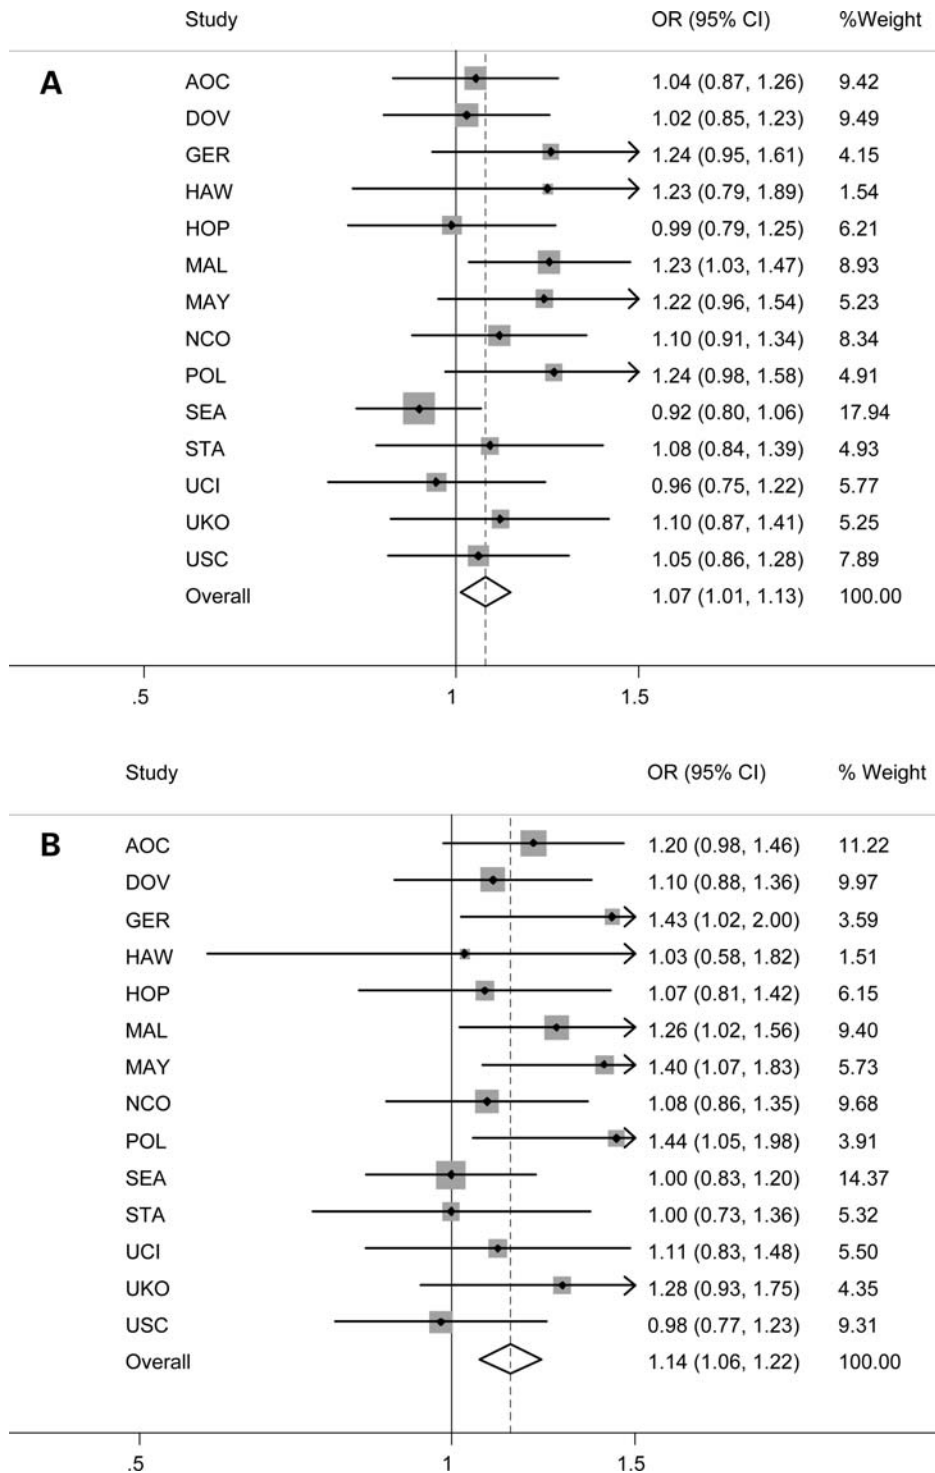 Study OR (95% CI) %Weight
A
AOC 1.04 (0.87, 1.26) 9.42
DOV 1.02 (0.85, 1.23) 9.49
GER 1.24 (0.95, 1.61) 4.15
HAW 1.23 (0.79, 1.89) 1.54
HOP 0.99 (0.79, 1.25) 6.21
MAL 1.23 (1.03, 1.47) 8.93
MAY 1.22 (0.96, 1.54) 5.23
NCO 1.10 (0.91, 1.34) 8.34
POL 1.24 (0.98, 1.58) 4.91
SEA 0.92 (0.80, 1.06) 17.94
STA 1.08 (0.84, 1.39) 4.93
UCI 0.96 (0.75, 1.22) 5.77
UKO 1.10 (0.87, 1.41) 5.25
USC 1.05 (0.86, 1.28) 7.89
Overall 1.07 (1.01, 1.13) 100.00
.5 1 1.5
Study OR (95% CI) % Weight
B
AOC 1.20 (0.98, 1.46) 11.22
DOV 1.10 (0.88, 1.36) 9.97
GER 1.43 (1.02, 2.00) 3.59
HAW 1.03 (0.58, 1.82) 1.51
HOP 1.07 (0.81, 1.42) 6.15
MAL 1.26 (1.02, 1.56) 9.40
MAY 1.40 (1.07, 1.83) 5.73
NCO 1.08 (0.86, 1.35) 9.68
POL 1.44 (1.05, 1.98) 3.91
SEA 1.00 (0.83, 1.20) 14.37
STA 1.00 (0.73, 1.36) 5.32
UCI 1.11 (0.83, 1.48) 5.50
UKO 1.28 (0.93, 1.75) 4.35
USC 0.98 (0.77, 1.23) 9.31
Overall 1.14 (1.06, 1.22) 100.00
.5 1 1.5